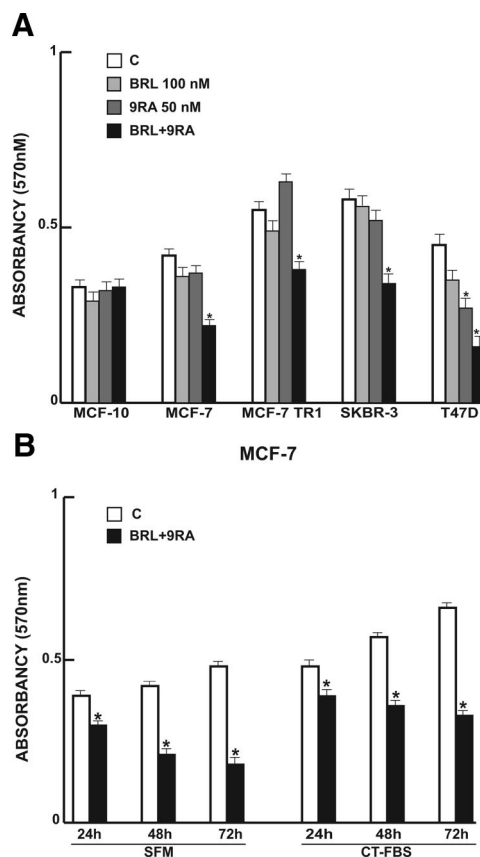 A
1
C
BRL 100 nM
9RA 50 nM
BRL+9RA
ABSORBANCY (570nM)
0.5
*
*
*
*
*
0
MCF-10 MCF-7 MCF-7 TR1 SKBR-3 T47D
B
MCF-7
1
C
BRL+9RA
ABSORBANCY (570nm)
0.5
* * * * * *
0
24h 48h 72h 24h 48h 72h
SFM CT-FBS